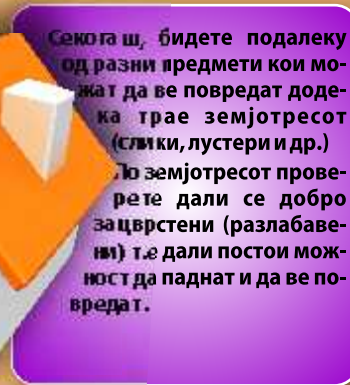 Секогаш, бидете подалеку
од разни предмети кои мо-
жат да ве повредат доде-
ка трае земјотресот
(слики, лустери и др.)
По земјотресот прове-
рете дали се добро
зацврстени (разлабаве-
ни) т.е дали постои мож-
ност да паднат и да ве по-
вредат.